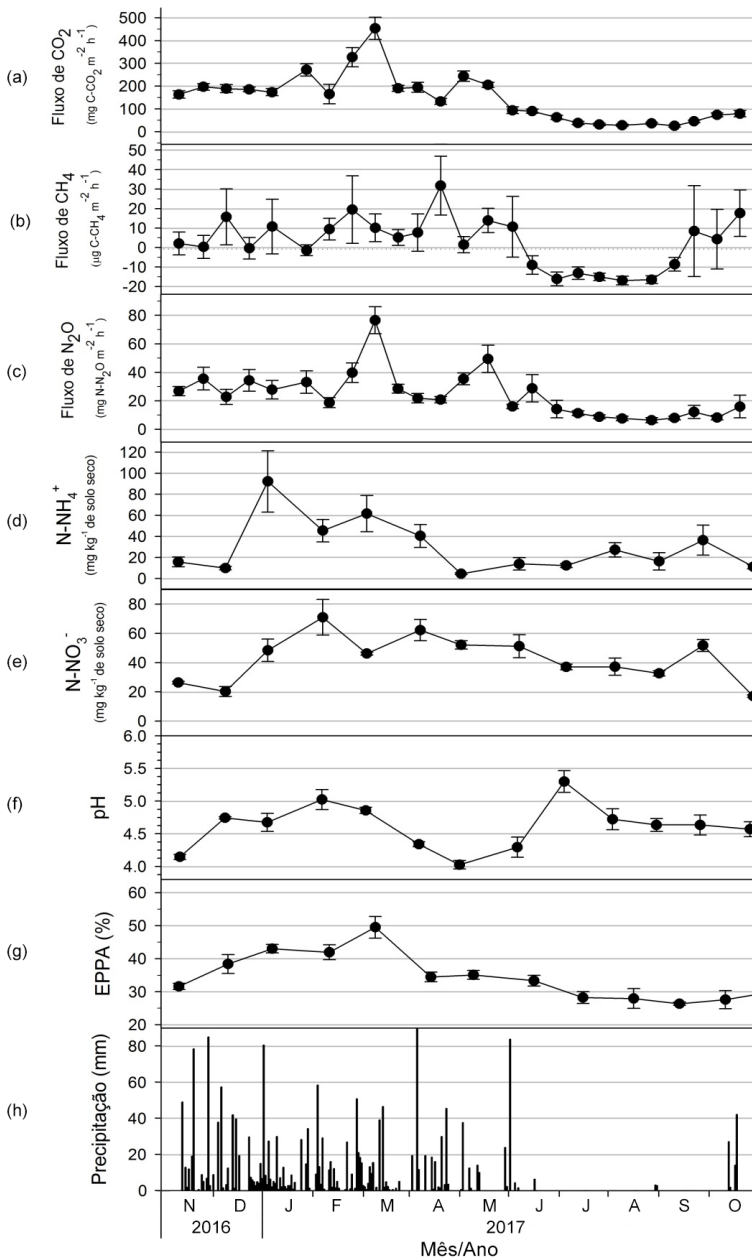 (a)
Fluxo de CO2
(mg C-CO2 m-2 h-1)
500
400
300
200
100
0
(b)
Fluxo de CH4
(µg C-CH4 m-2 h-1)
50
40
30
20
10
0
-10
-20
(c)
Fluxo de N2O
(mg N-N2O m-2 h-1)
80
60
40
20
0
(d)
N-NH4+
(mg kg-1 de solo seco)
120
100
80
60
40
20
0
(e)
N-NO3-
(mg kg-1 de solo seco)
80
60
40
20
0
(f)
pH
6.0
5.5
5.0
4.5
4.0
(g)
EPPA (%)
60
50
40
30
20
(h)
Precipitação (mm)
80
60
40
20
0
N D J F M A M J J A S O
2016 2017
Mês/Ano